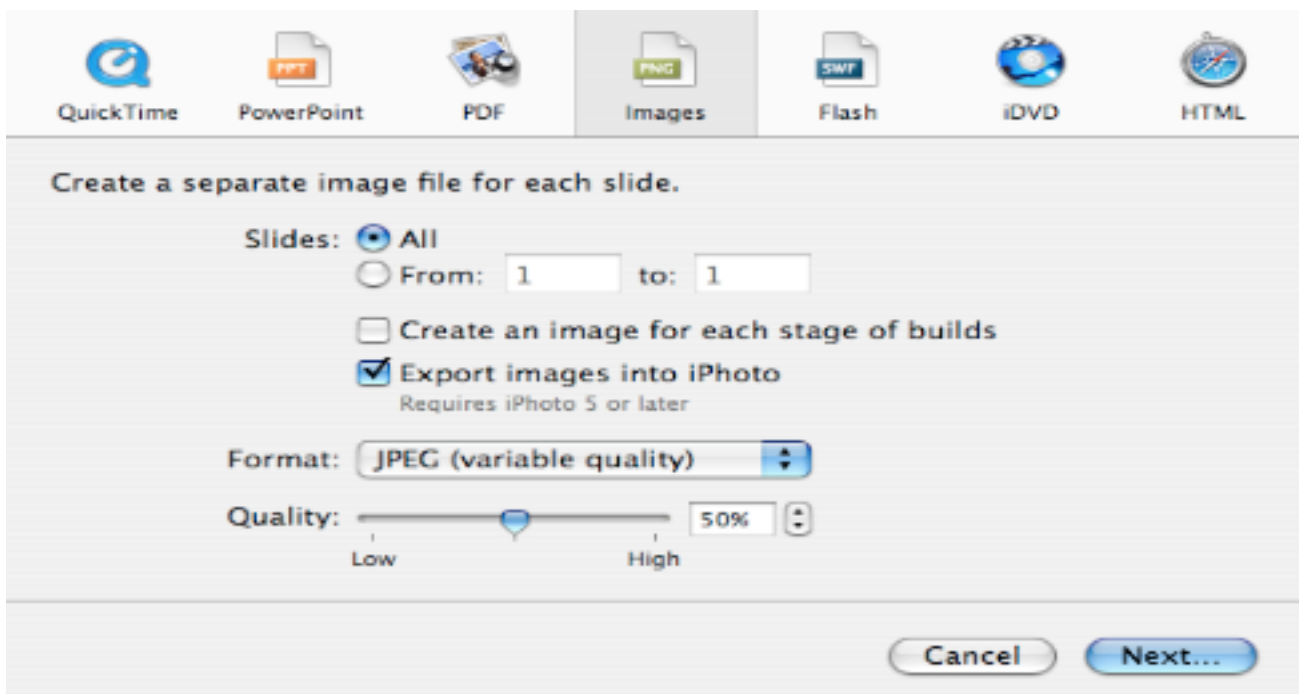 PPT PNG SWF
QuickTime PowerPoint PDF Images Flash iDVD HTML
Create a separate image file for each slide.
Slides: All
From: 1 to: 1
Create an image for each stage of builds
Export images into iPhoto
Requires iPhoto 5 or later
Format: JPEG (variable quality)
Quality: 50%
Low High
Cancel Next...